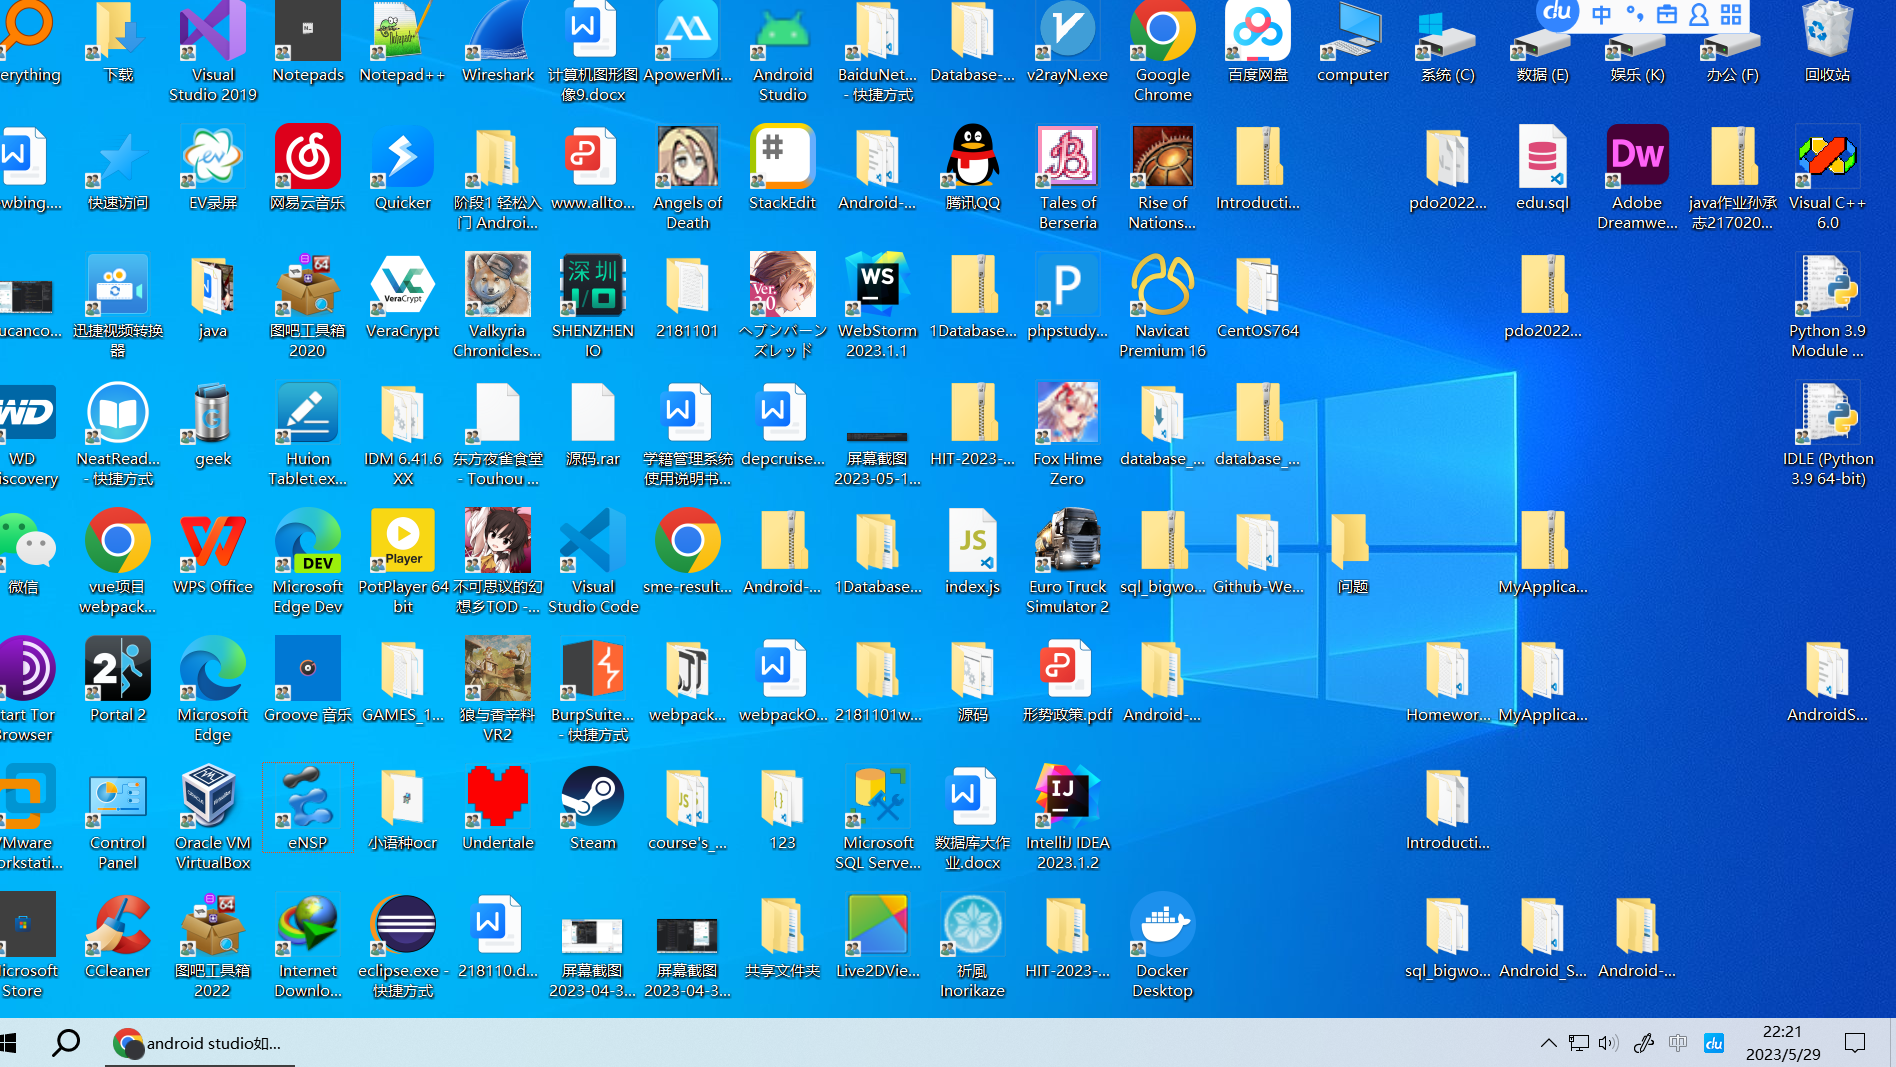 erything
下载
Visual
Studio 2019
Notepads
Notepad++
Wireshark
计算机图形图
像9.docx
ApowerMi...
Android
Studio
BaiduNet...
- 快捷方式
Database-...
v2rayN.exe
Google
Chrome
百度网盘
computer
系统 (C)
数据 (E)
娱乐 (K)
办公 (F)
回收站
du 中
wbing....
快速访问
EV录屏
网易云音乐
Quicker
阶段1 轻松入
门 Androi...
www.allto...
Angels of
Death
StackEdit
Android-...
腾讯QQ
Tales of
Berseria
Rise of
Nations...
Introducti...
pdo2022...
edu.sql
Dw
Adobe
Dreamwe...
java作业孙承
志217020...
Visual C++
6.0
ucanco...
迅捷视频转换
器
java
图吧工具箱
2020
VeraCrypt
VeraCrypt
Valkyria
Chronicles...
深圳
I/O
SHENZHEN
IO
2181101
Ver.
ヘブンバーン
ズレッド
WS
WebStorm
2023.1.1
1Database...
phpstudy...
Navicat
Premium 16
CentOS764
pdo2022...
Python 3.9
Module ...
WD
WD
iscovery
NeatRead...
- 快捷方式
geek
Huion
Tablet.ex...
IDM 6.41.6
XX
东方夜雀食堂
- Touhou ...
源码.rar
学籍管理系统
使用说明书...
depcruise...
屏幕截图
2023-05-1...
HIT-2023-...
Fox Hime
Zero
database_...
database_...
IDLE (Python
3.9 64-bit)
微信
vue项目
webpack...
WPS Office
DEV
Microsoft
Edge Dev
Player
PotPlayer 64
bit
不可思议的幻
想乡TOD -...
Visual
Studio Code
sme-result...
Android-...
1Database...
JS
index.js
Euro Truck
Simulator 2
sql_bigwo...
Github-We...
问题
MyApplica...
tart Tor
Browser
2
Portal 2
Microsoft
Edge
Groove 音乐
GAMES_1...
狼与香辛料
VR2
BurpSuite...
- 快捷方式
webpack...
webpackO...
2181101w...
源码
形势政策.pdf
Android-...
Homewor...
MyApplica...
AndroidS...
VMware
orkstati...
Control
Panel
Oracle VM
VirtualBox
eNSP
小语种ocr
Undertale
Steam
course's_...
123
Microsoft
SQL Serve...
数据库大作
业.docx
IJ
IntelliJ IDEA
2023.1.2
Introducti...
icrosoft
Store
CCleaner
图吧工具箱
2022
Internet
Downlo...
eclipse.exe -
快捷方式
218110.d...
屏幕截图
2023-04-3...
屏幕截图
2023-04-3...
共享文件夹
Live2DVie...
祈風
Inorikaze
HIT-2023-...
Docker
Desktop
sql_bigwo...
Android_S...
Android-...
android studio如...
中
du
22:21
2023/5/29